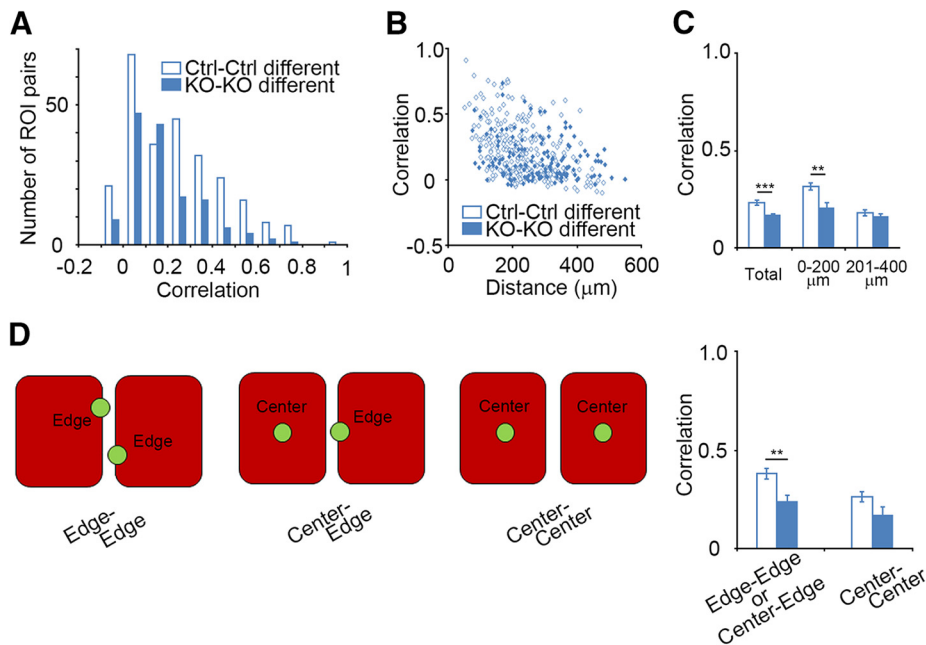 A
Number of ROI pairs
50
0
Ctrl-Ctrl different
KO-KO different
-0.2 0 0.2 0.4 0.6 0.8 1
Correlation
B
Correlation
1.0
0.5
0
-0.5
Ctrl-Ctrl different
KO-KO different
0 200 400 600
Distance (μm)
C
Correlation
1.0
0.5
0
***
**
Total
0-200
μm
201-400
μm
D
Edge
Edge
Edge-
Edge
Center
Edge
Center-
Edge
Center
Center
Center-
Center
Correlation
1.0
0.5
0
**
Edge-Edge
or
Center-Edge
Center-
Center